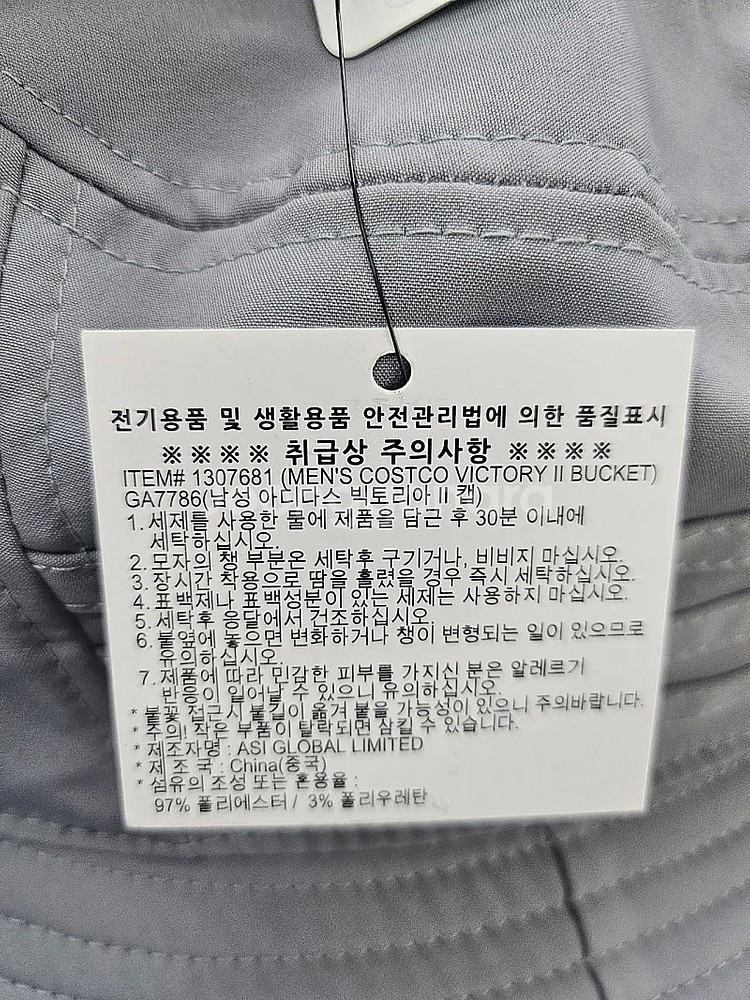 전기용품 및 생활용품 안전관리법에 의한 품질표시
※※※※ 취급상 주의사항 ※※※※
ITEM# 1307681 (MEN'S COSTCO VICTORY II BUCKET)
GA7786(남성 아디다스 빅토리아 II 캡)
1. 세제를 사용한 물에 제품을 담근 후 30분 이내에
세탁하십시오.
2. 모자의 챙 부분은 세탁후 구기거나, 비비지 마십시오.
3. 장시간 착용으로 땀을 흘렸을 경우 즉시 세탁하십시오.
4. 표백제나 표백성분이 있는 세제는 사용하지 마십시오.
5. 세탁후 응달에서 건조하십시오.
6. 불옆에 놓으면 변화하거나 챙이 변형되는 일이 있으므로
유의하십시오.
7. 제품에 따라 민감한 피부를 가지신 분은 알레르기
반응이 일어날 수 있으니 유의하십시오.
* 불꽃 접근시 불길이 옮겨 붙을 가능성이 있으니 주의바랍니다.
* 주의! 작은 부품이 탈락되면 삼킬 수 있습니다.
* 제조자명 : ASI GLOBAL LIMITED
* 제 조 국 : China(중국)
* 섬유의 조성 또는 혼용율 :
97% 폴리에스터 / 3% 폴리우레탄